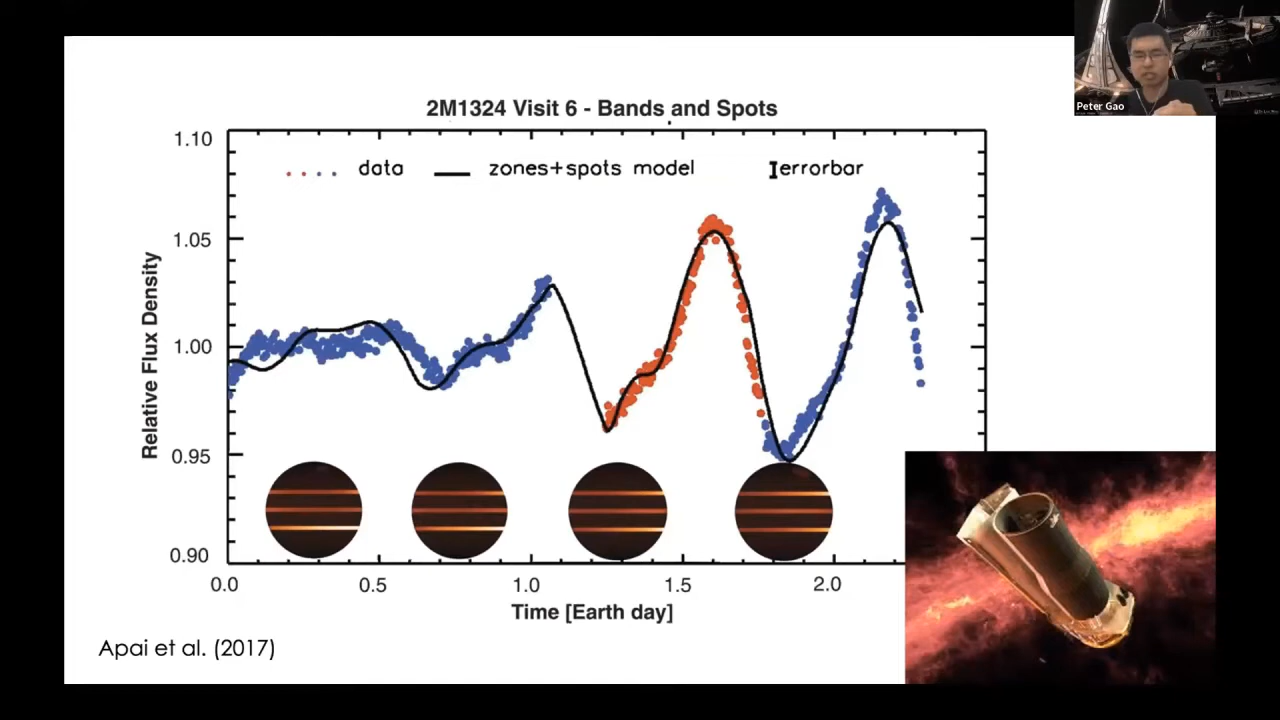 Peter Gao
2M1324 Visit 6 - Bands and Spots
data
zones+spots model
errorbar
1.10
1.05
1.00
0.95
0.90
Relative Flux Density
0.0
0.5
1.0
1.5
2.0
Time [Earth day]
Apai et al. (2017)